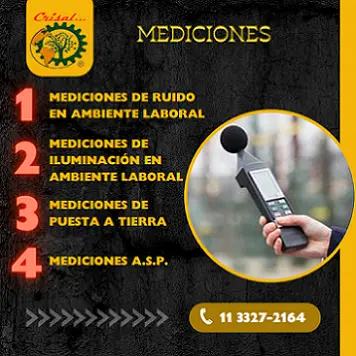 Crisal...
MEDICIONES
1 MEDICIONES DE RUIDO
EN AMBIENTE LABORAL
2 MEDICIONES DE
ILUMINACIÓN EN
AMBIENTE LABORAL
3 MEDICIONES DE
PUESTA A TIERRA
4 MEDICIONES A.S.P.
11 3327-2164